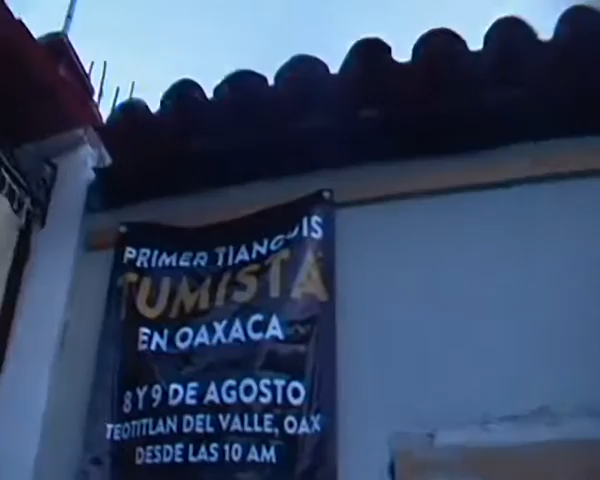 PRIMER TIANGUIS
TUMISTA
EN OAXACA
8 Y 9 DE AGOSTO
TEOTITLAN DEL VALLE, OAX
DESDE LAS 10 AM